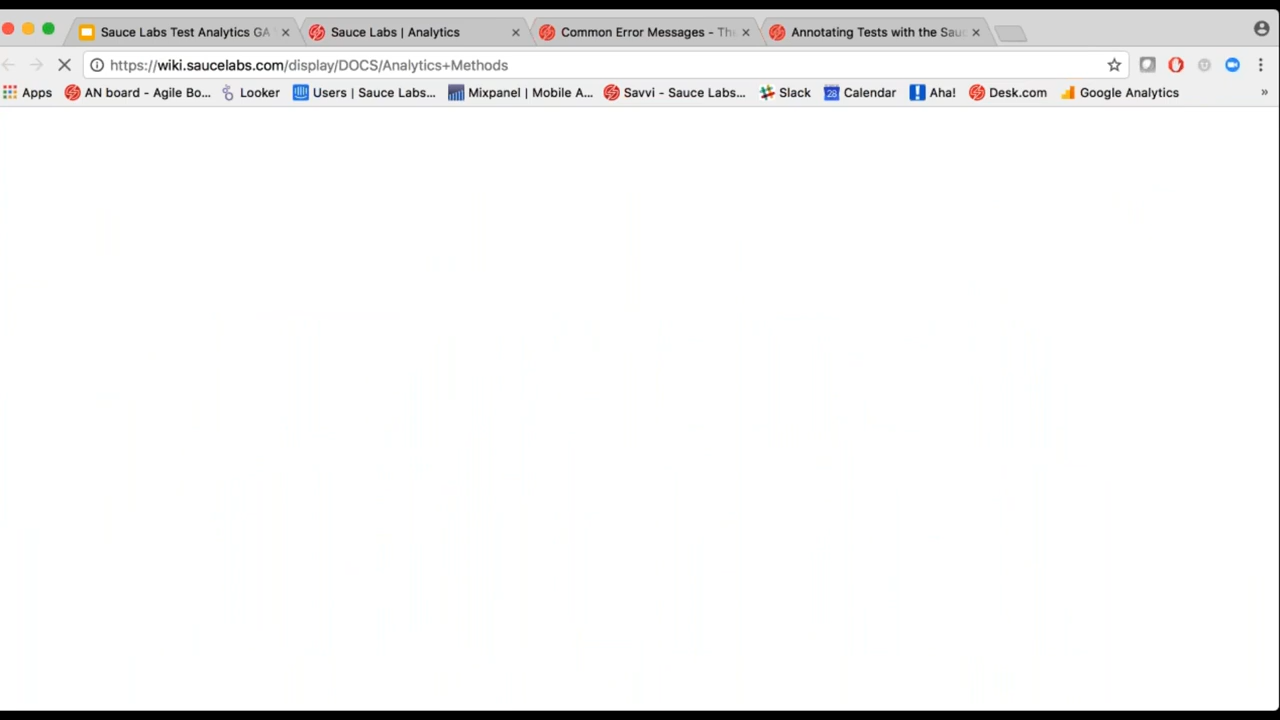 Sauce Labs Test Analytics GA
Sauce Labs | Analytics
Common Error Messages - The
Annotating Tests with the Sauc
https://wiki.saucelabs.com/display/DOCS/Analytics+Methods
Apps
AN board - Agile Bo...
Looker
Users | Sauce Labs...
Mixpanel | Mobile A...
Savvi - Sauce Labs...
Slack
28
Calendar
Aha!
Desk.com
Google Analytics
»